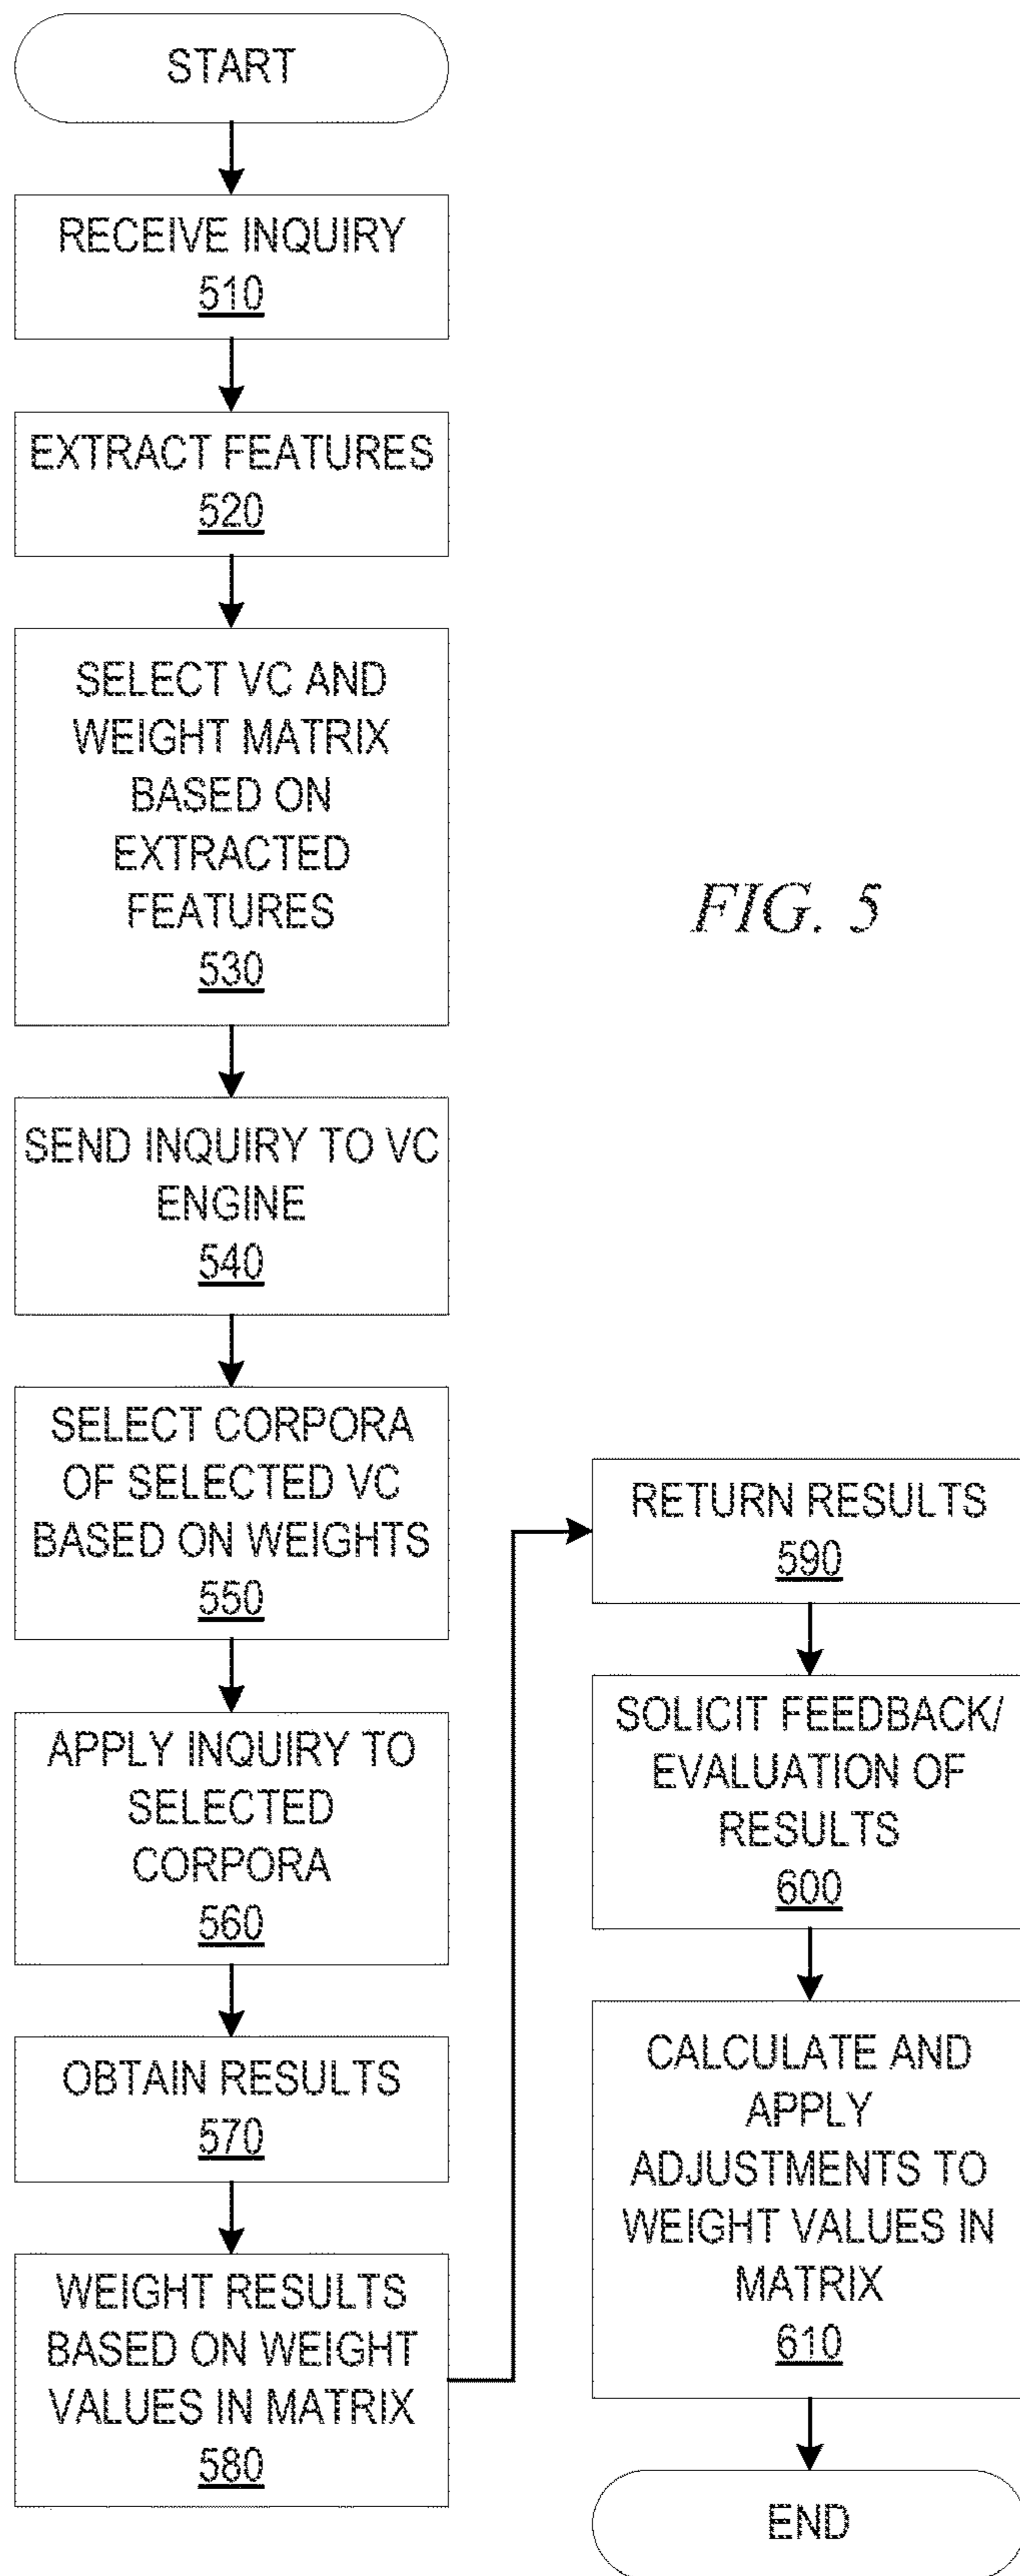 START
RECEIVE INQUIRY
510
EXTRACT FEATURES
520
SELECT VC AND
WEIGHT MATRIX
BASED ON
EXTRACTED
FEATURES
530
SEND INQUIRY TO VC
ENGINE
540
SELECT CORPORA
OF SELECTED VC
BASED ON WEIGHTS
550
APPLY INQUIRY TO
SELECTED
CORPORA
560
OBTAIN RESULTS
570
WEIGHT RESULTS
BASED ON WEIGHT
VALUES IN MATRIX
580
RETURN RESULTS
590
SOLICIT FEEDBACK/
EVALUATION OF
RESULTS
600
CALCULATE AND
APPLY
ADJUSTMENTS TO
WEIGHT VALUES IN
MATRIX
610
END
FIG. 5